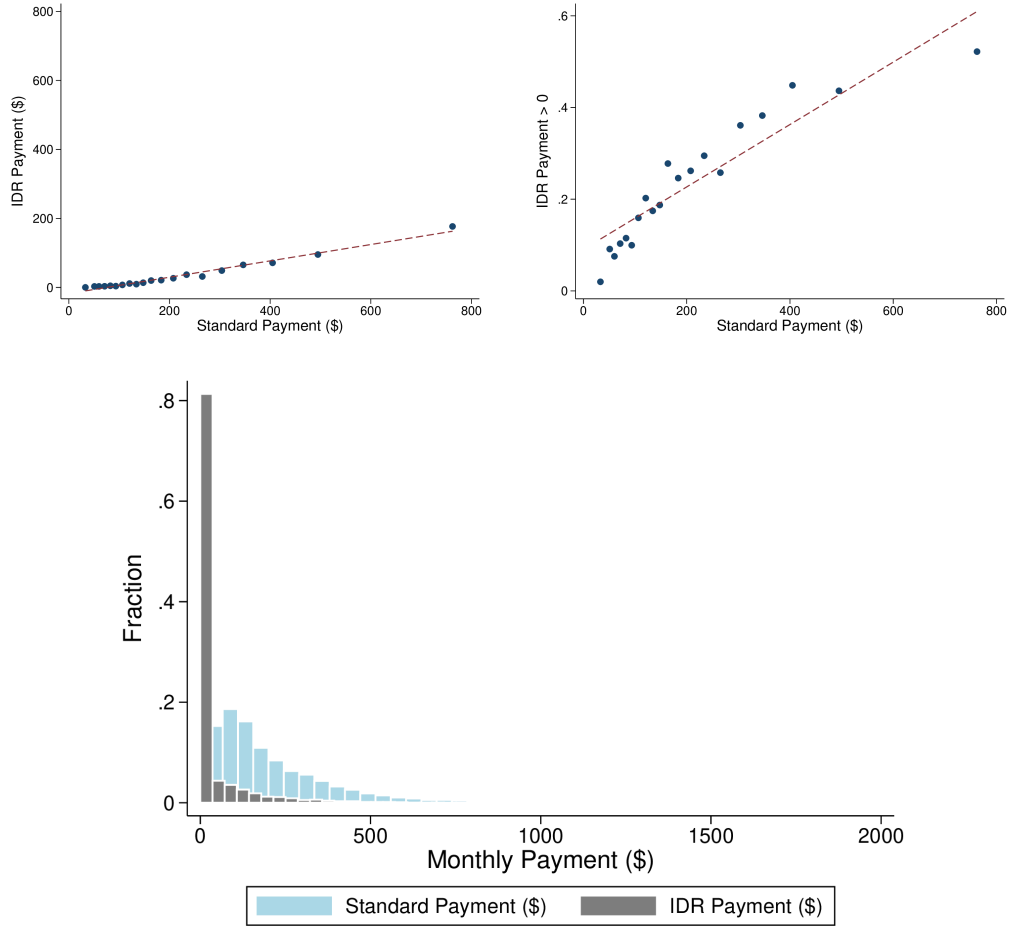 800
600
400
200
0
IDR Payment ($)
0 200 400 600 800
Standard Payment ($)
.6
.4
.2
0
IDR Payment > 0
0 200 400 600 800
Standard Payment ($)
.8
.6
.4
.2
0
Fraction
0 500 1000 1500 2000
Monthly Payment ($)
Standard Payment ($) IDR Payment ($)